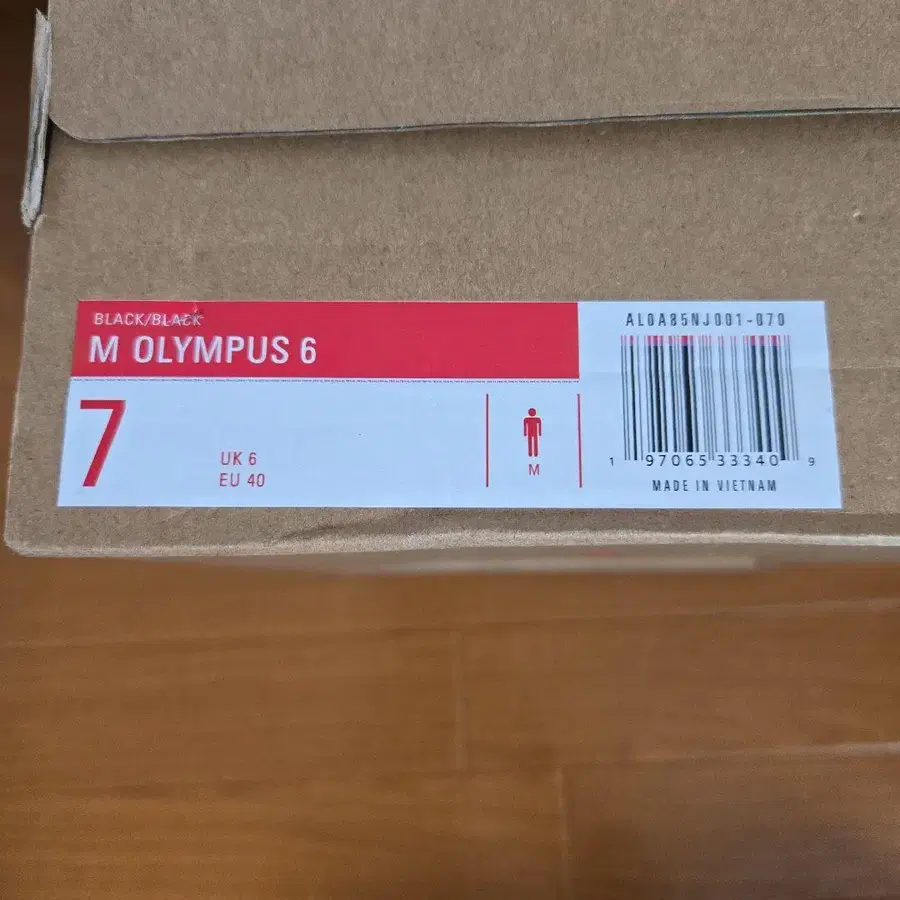 BLACK/BLACK
M OLYMPUS 6
7
UK 6
EU 40
M
AL0A85NJ001-070
1 97065 33340 9
MADE IN VIETNAM